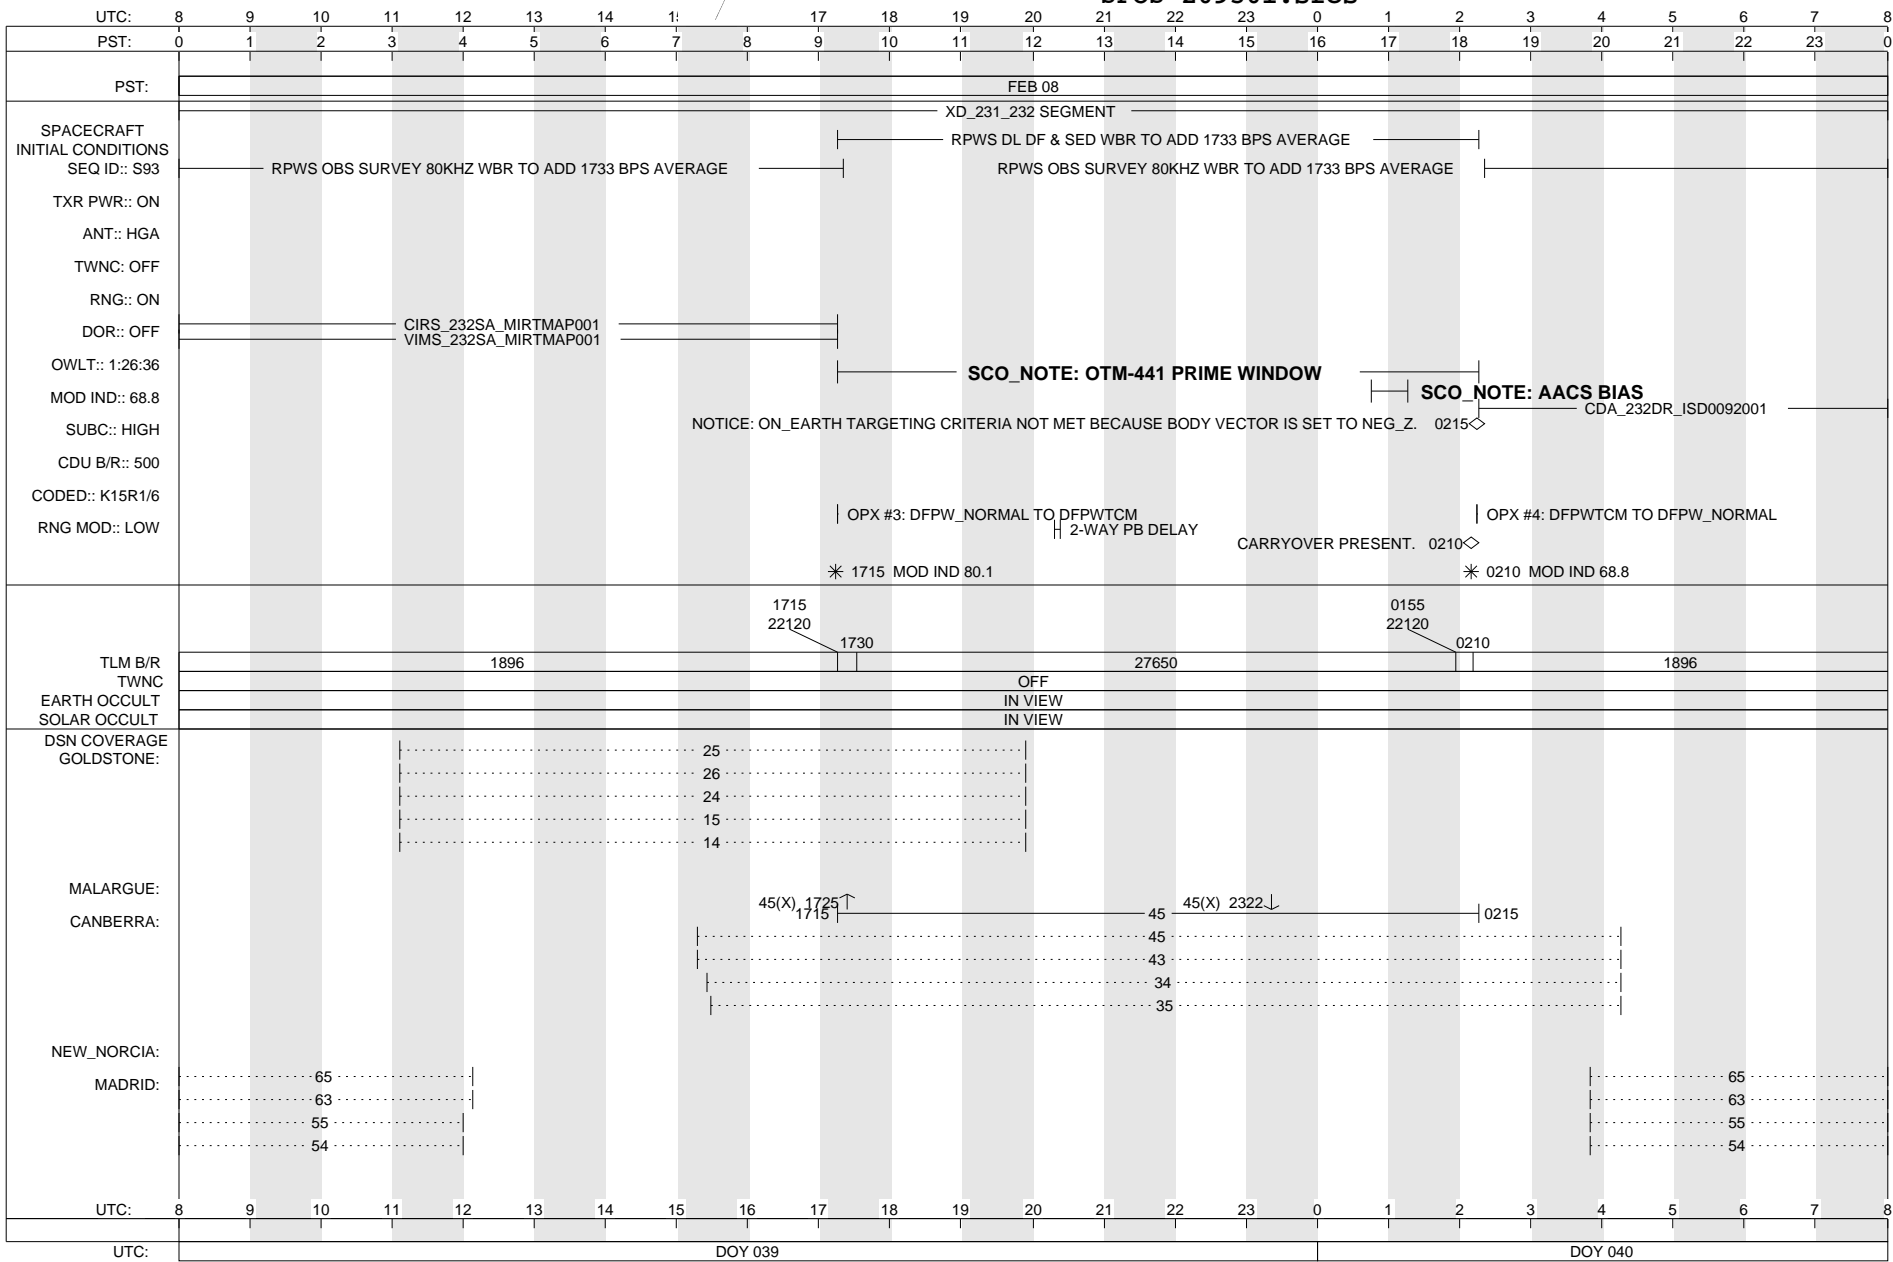 UTC: 8 9 10 11 12 13 14 17 18 19 20 21 22 23 0 1 2 3 4 5 6 7 8
PST: 0 1 2 3 4 5 6 7 8 9 10 11 12 13 14 15 16 17 18 19 20 21 22 23 0
PST: FEB 08
XD_231_232 SEGMENT
SPACECRAFT
INITIAL CONDITIONS
RPWS DL DF & SED WBR TO ADD 1733 BPS AVERAGE
SEQ ID:: S93 RPWS OBS SURVEY 80KHZ WBR TO ADD 1733 BPS AVERAGE RPWS OBS SURVEY 80KHZ WBR TO ADD 1733 BPS AVERAGE
TXR PWR:: ON
ANT:: HGA
TWNC: OFF
RNG:: ON
DOR:: OFF
CIRS_232SA_MIRTMAP001
VIMS_232SA_MIRTMAP001
OWLT:: 1:26:36
SCO_NOTE: OTM-441 PRIME WINDOW
MOD IND:: 68.8
SCO_NOTE: AACS BIAS
CDA_232DR_ISD0092001
SUBC:: HIGH
NOTICE: ON_EARTH TARGETING CRITERIA NOT MET BECAUSE BODY VECTOR IS SET TO NEG_Z. 0215
CDU B/R:: 500
CODED:: K15R1/6
OPX #3: DFPW_NORMAL TO DFPWTCM OPX #4: DFPWTCM TO DFPW_NORMAL
RNG MOD:: LOW
2-WAY PB DELAY
CARRYOVER PRESENT. 0210
1715 MOD IND 80.1 0210 MOD IND 68.8
1715 0155
22120 22120
1730 0210
TLM B/R 1896 27650 1896
TWNC OFF
EARTH OCCULT IN VIEW
SOLAR OCCULT IN VIEW
DSN COVERAGE
GOLDSTONE:
25
26
24
15
14
MALARGUE:
45(X) 1725 45(X) 2322
1715 45 0215
CANBERRA:
45
43
34
35
NEW_NORCIA:
MADRID:
65 65
63 63
55 55
54 54
UTC: 8 9 10 11 12 13 14 15 16 17 18 19 20 21 22 23 0 1 2 3 4 5 6 7 8
UTC: DOY 039 DOY 040